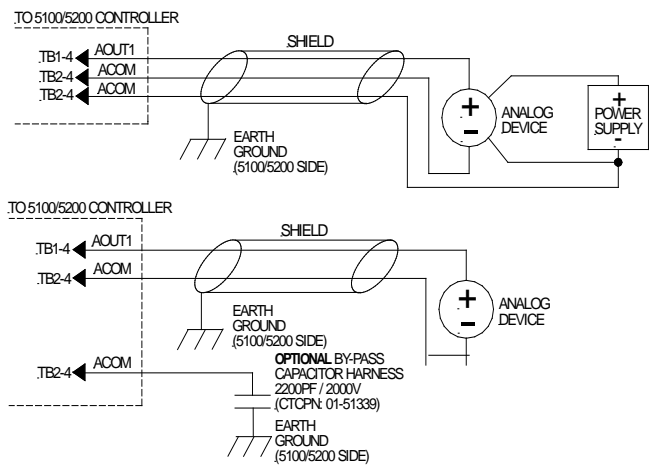 .TO 5100/5200 CONTROLLER
.TB1-4 AOUT1
.TB2-4 ACOM
.TB2-4 ACOM
.SHIELD
EARTH
GROUND
.(5100/5200 SIDE)
+
-
ANALOG
.DEVICE
+
POWER
.SUPPLY
-
.TO 5100/5200 CONTROLLER
.TB1-4 AOUT1
.TB2-4 ACOM
.SHIELD
EARTH
GROUND
.(5100/5200 SIDE)
+
-
ANALOG
.DEVICE
.TB2-4 ACOM
OPTIONAL BY-PASS
CAPACITOR HARNESS
2200PF / 2000V
.(CTCPN: 01-51339)
EARTH
GROUND
.(5100/5200 SIDE)